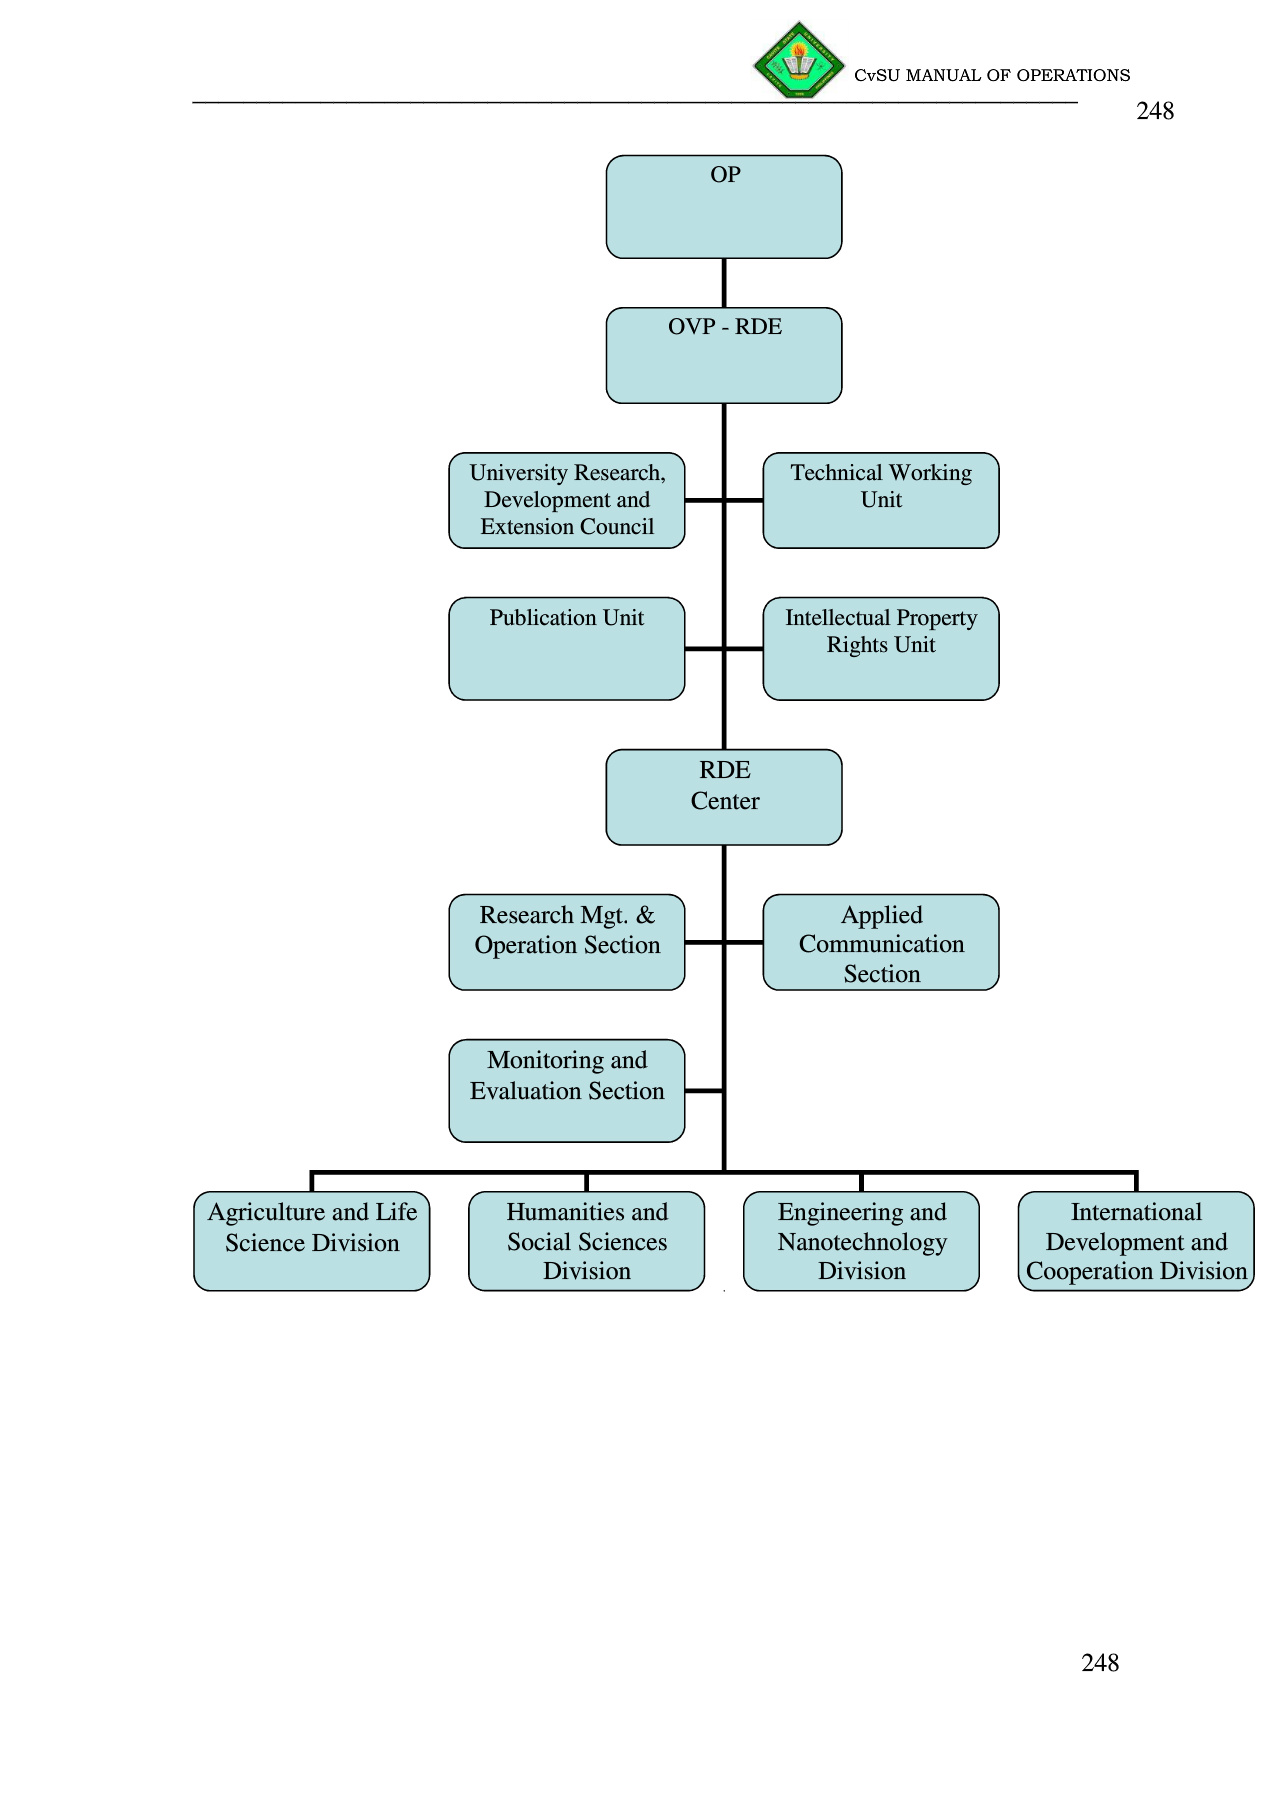 CvSU MANUAL OF OPERATIONS
248
OP
OVP - RDE
University Research,
Development and
Extension Council
Technical Working
Unit
Publication Unit
Intellectual Property
Rights Unit
RDE
Center
Research Mgt. &
Operation Section
Applied
Communication
Section
Monitoring and
Evaluation Section
Agriculture and Life
Science Division
Humanities and
Social Sciences
Division
Engineering and
Nanotechnology
Division
International
Development and
Cooperation Division
248